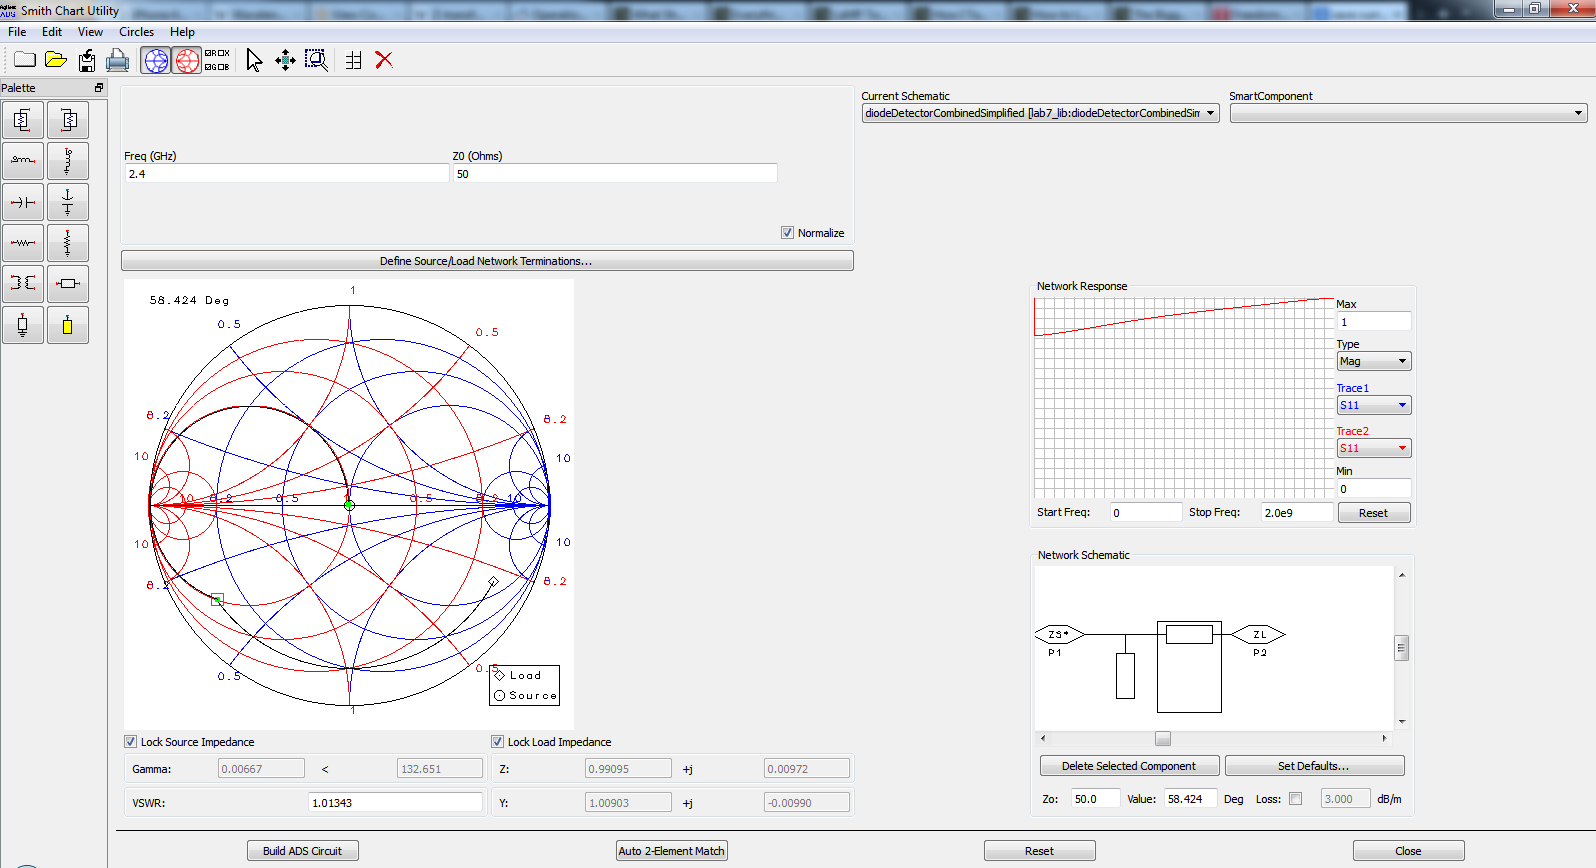 Agilent
ADS
Smith Chart Utility
File Edit View Circles Help
Palette
Current Schematic
SmartComponent
diodeDetectorCombinedSimplified [lab7_lib:diodeDetectorCombinedSim
Freq (GHz)
Z0 (Ohms)
2.4
50
Normalize
Define Source/Load Network Terminations...
58.424 Deg
1
0.5
0.5
0.2
0.2
10
10
10
0.2
0.5
1
0.5
0.2
10
10
10
0.2
0.2
0.5
0.5
1
Load
Source
Network Response
Max
1
Type
Mag
Trace1
S11
Trace2
S11
Min
0
Start Freq:
0
Stop Freq:
2.0e9
Reset
Network Schematic
ZS*
ZL
P1
P2
Delete Selected Component
Set Defaults...
Zo:
50.0
Value:
58.424
Deg
Loss:
3.000
dB/m
Lock Source Impedance
Lock Load Impedance
Gamma:
0.00667
<
132.651
Z:
0.99095
+j
0.00972
VSWR:
1.01343
Y:
1.00903
+j
-0.00990
Build ADS Circuit
Auto 2-Element Match
Reset
Close